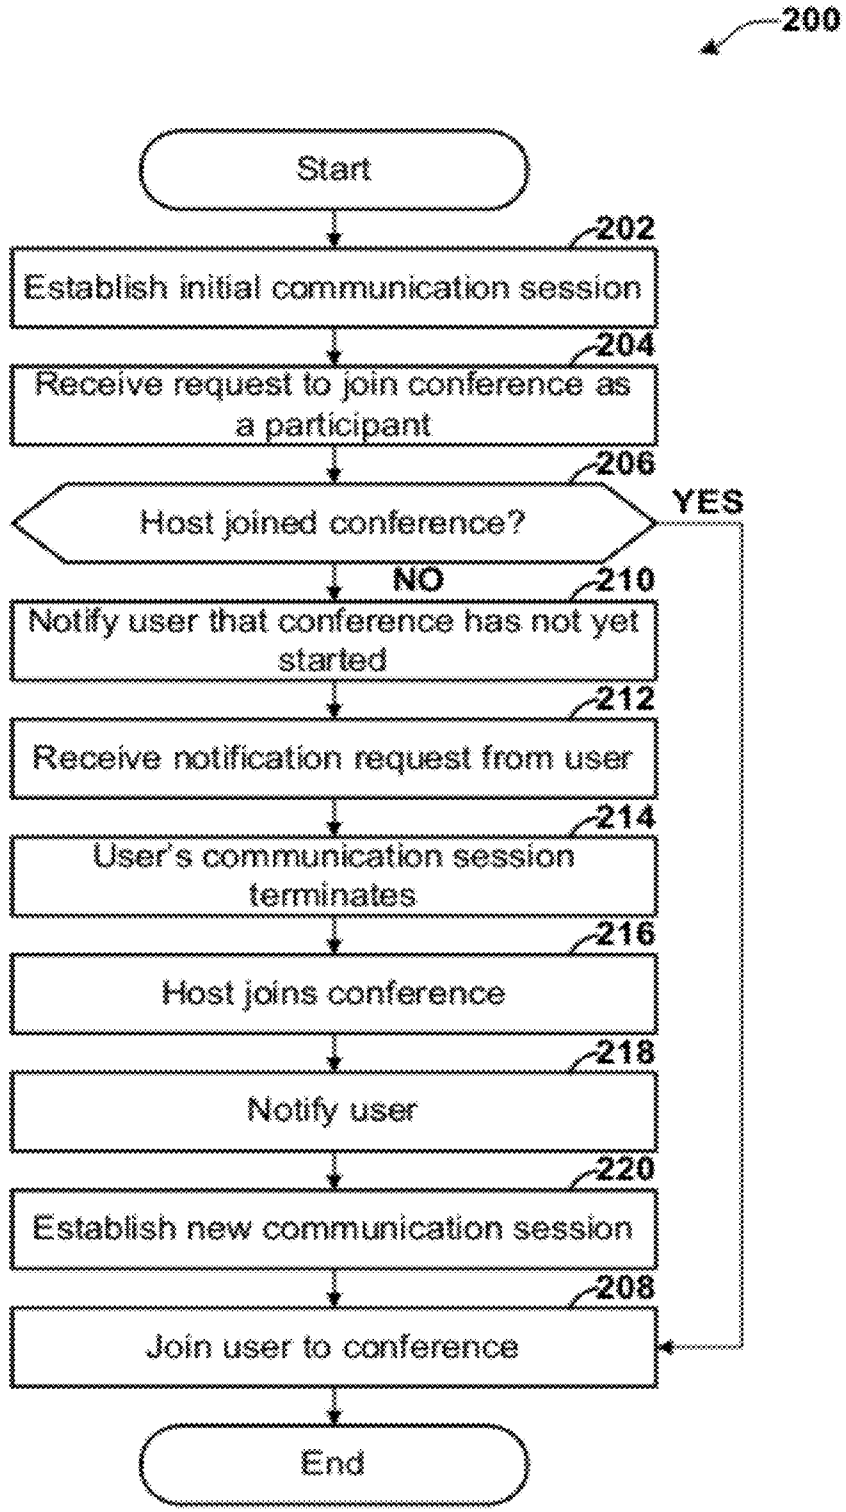 200
Start
202
Establish initial communication session
204
Receive request to join conference as
a participant
206
Host joined conference?
YES
NO
210
Notify user that conference has not yet
started
212
Receive notification request from user
214
User's communication session
terminates
216
Host joins conference
218
Notify user
220
Establish new communication session
208
Join user to conference
End